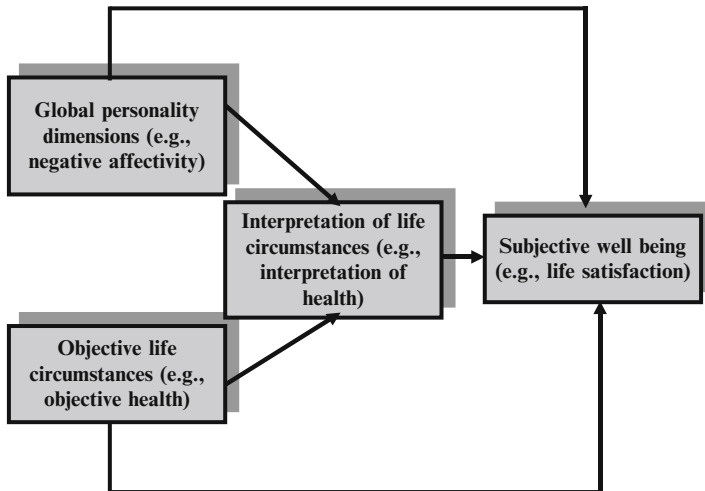 Global personality
dimensions (e.g.,
negative affectivity)
Interpretation of life
circumstances (e.g.,
interpretation of
health)
Subjective well being
(e.g., life satisfaction)
Objective life
circumstances (e.g.,
objective health)